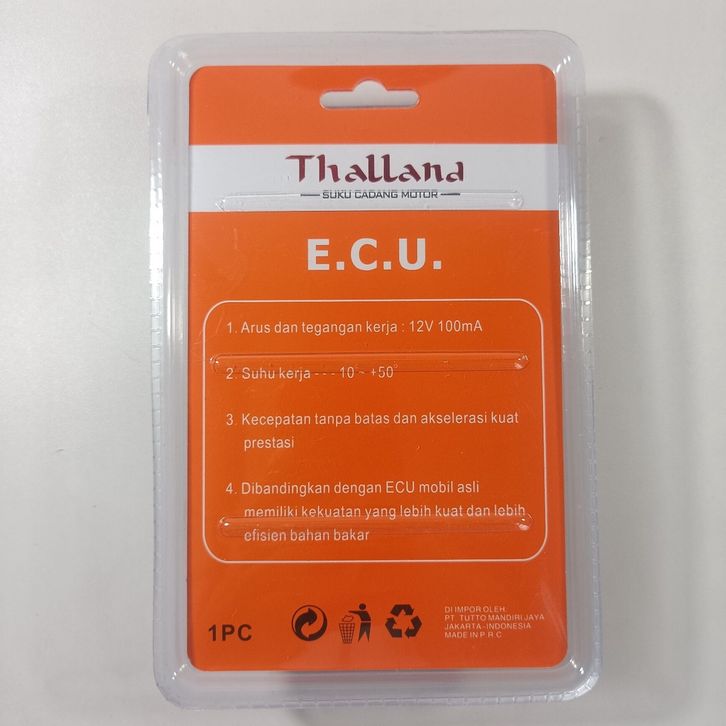 Thalland
SUKU CADANG MOTOR
E.C.U.
1. Arus dan tegangan kerja : 12V 100mA
2. Suhu kerja - - - 10 ~ +50°
3. Kecepatan tanpa batas dan akselerasi kuat
prestasi
4. Dibandingkan dengan ECU mobil asli
memiliki kekuatan yang lebih kuat dan lebih
efisien bahan bakar
1PC
DI IMPOR OLEH.
PT. TUTTO MANDIRI JAYA
JAKARTA - INDONESIA
MADE IN P.R.C